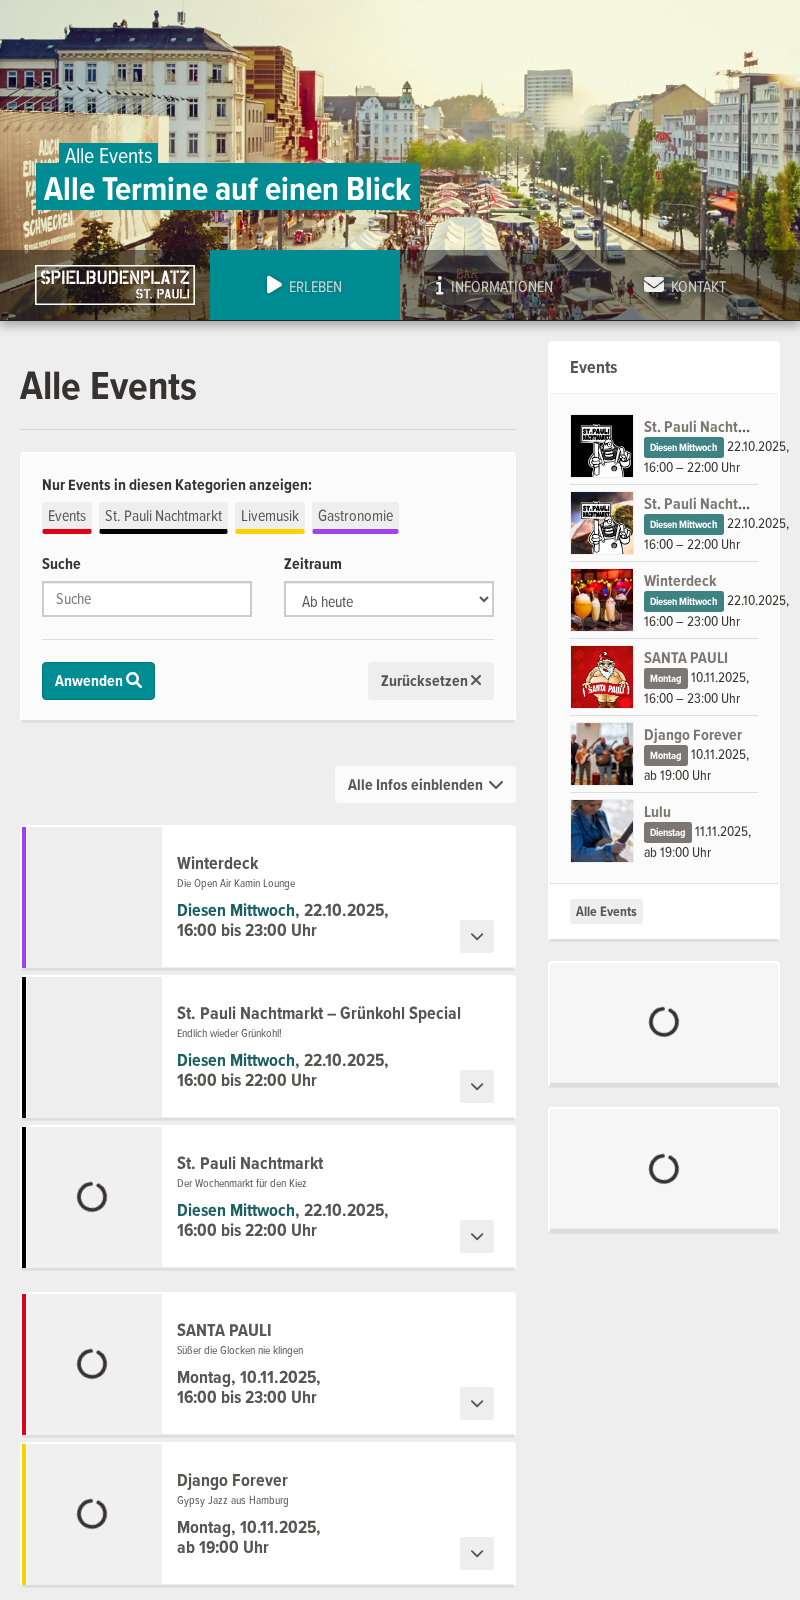 Alle Events
Alle Termine auf einen Blick
SPIELBUDENPLATZ
ST. PAULI
ERLEBEN
INFORMATIONEN
KONTAKT
Alle Events
Nur Events in diesen Kategorien anzeigen:
Events
St. Pauli Nachtmarkt
Livemusik
Gastronomie
Suche
Zeitraum
Suche
Ab heute
Anwenden
Zurücksetzen
Alle Infos einblenden
Winterdeck
Die Open Air Kamin Lounge
Diesen Mittwoch, 22.10.2025,
16:00 bis 23:00 Uhr
St. Pauli Nachtmarkt – Grünkohl Special
Endlich wieder Grünkohl!
Diesen Mittwoch, 22.10.2025,
16:00 bis 22:00 Uhr
St. Pauli Nachtmarkt
Der Wochenmarkt für den Kiez
Diesen Mittwoch, 22.10.2025,
16:00 bis 22:00 Uhr
SANTA PAULI
Süßer die Glocken nie klingen
Montag, 10.11.2025,
16:00 bis 23:00 Uhr
Django Forever
Gypsy Jazz aus Hamburg
Montag, 10.11.2025,
ab 19:00 Uhr
Events
St. Pauli Nacht...
Diesen Mittwoch 22.10.2025,
16:00 – 22:00 Uhr
St. Pauli Nacht...
Diesen Mittwoch 22.10.2025,
16:00 – 22:00 Uhr
Winterdeck
Diesen Mittwoch 22.10.2025,
16:00 – 23:00 Uhr
SANTA PAULI
Montag 10.11.2025,
16:00 – 23:00 Uhr
Django Forever
Montag 10.11.2025,
ab 19:00 Uhr
Lulu
Dienstag 11.11.2025,
ab 19:00 Uhr
Alle Events
ST. PAULI
NACHTMARKT
ST. PAULI
NACHTMARKT
SANTA PAULI